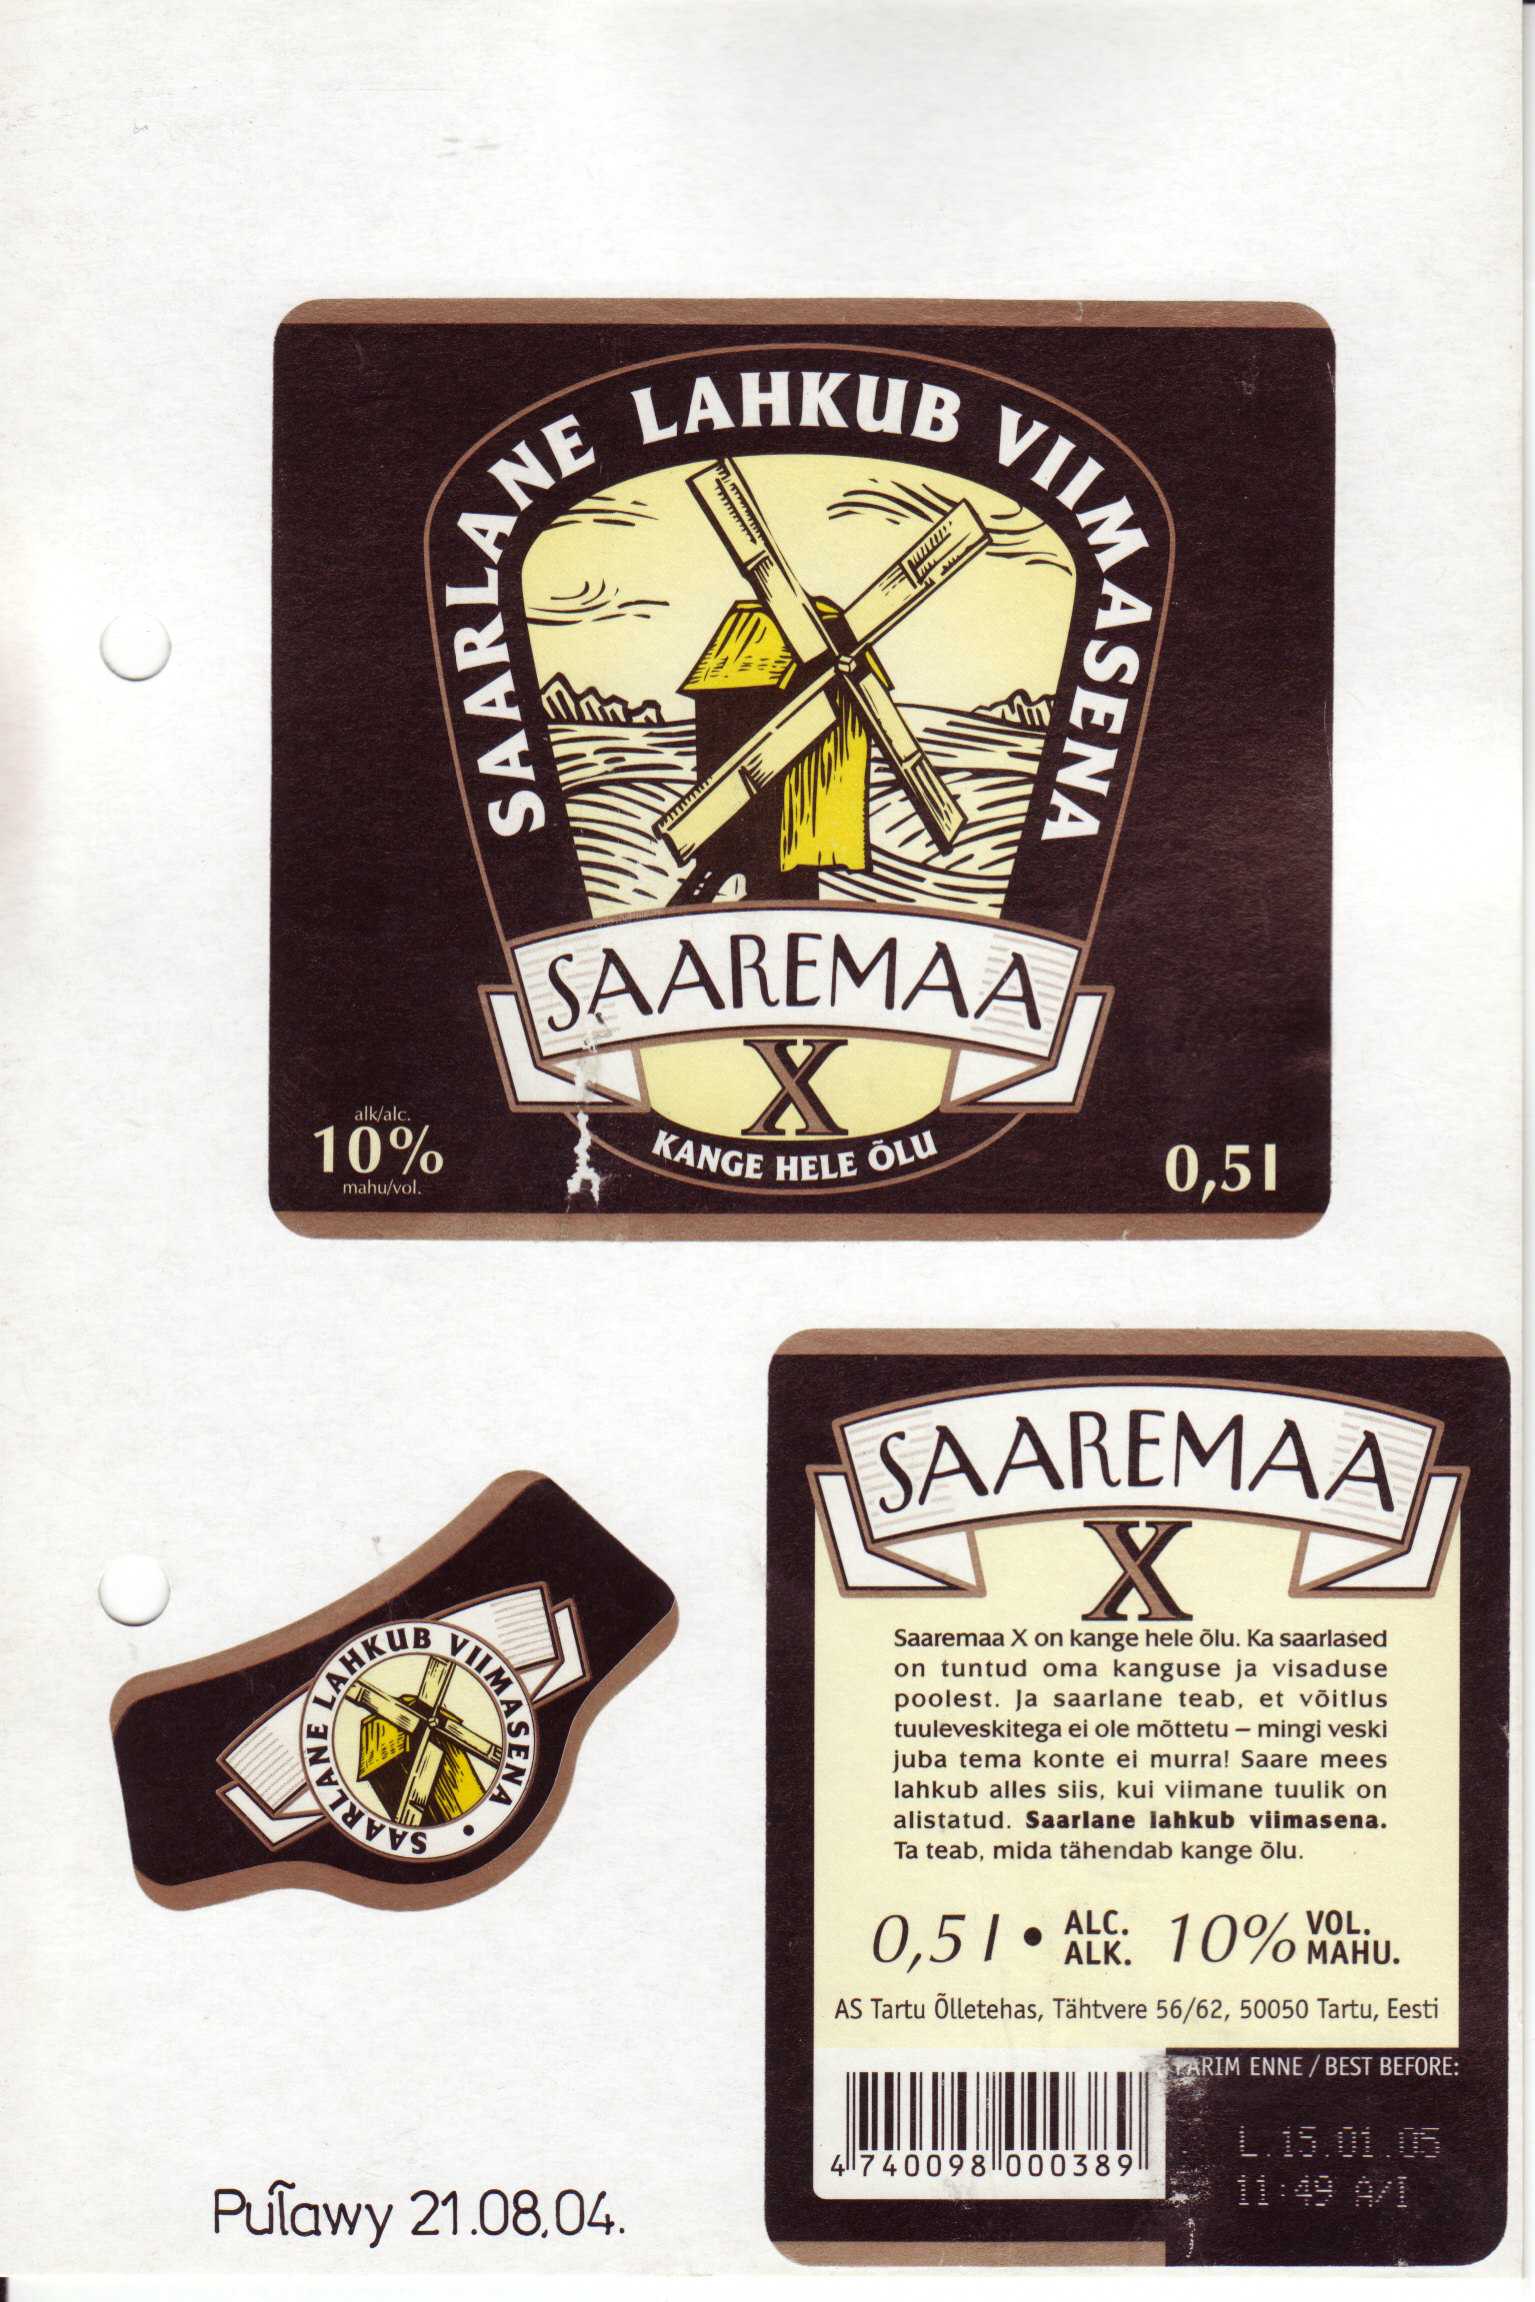 SAARLANE LAHKUB VIIMASENA
SAAREMAA
X
KANGE HELE ÕLU
alk/alc.
10%
mahu/vol.
0,5 l
SAARLANE LAHKUB VIIMASENA •
SAAREMAA
X
Saaremaa X on kange hele õlu. Ka saarlased
on tuntud oma kanguse ja visaduse
poolest. Ja saarlane teab, et võitlus
tuuleveskitega ei ole mõttetu – mingi veski
juba tema konte ei murra! Saare mees
lahkub alles siis, kui viimane tuulik on
alistatud. Saarlane lahkub viimasena.
Ta teab, mida tähendab kange õlu.
0,5 l • ALC. ALK. 10% VOL. MAHU.
AS Tartu Õlletehas, Tähtvere 56/62, 50050 Tartu, Eesti
PARIM ENNE / BEST BEFORE:
L.15.01.05
11:49 A/I
4 740098 000389
Puławy 21.08.04.